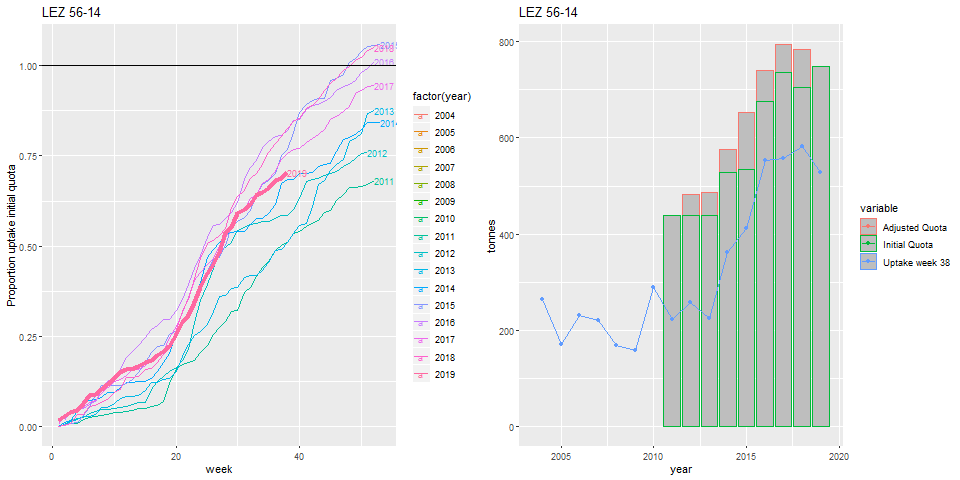 LEZ 56-14
Proportion uptake initial quota
1.00
0.75
0.50
0.25
0.00
0
20
40
week
2015
2018
2016
2017
2013
2014
2012
2011
2019
factor(year)
a 2004
a 2005
a 2006
a 2007
a 2008
a 2009
a 2010
a 2011
a 2012
a 2013
a 2014
a 2015
a 2016
a 2017
a 2018
a 2019
LEZ 56-14
tonnes
800
600
400
200
0
2005
2010
2015
2020
year
variable
Adjusted Quota
Initial Quota
Uptake week 38